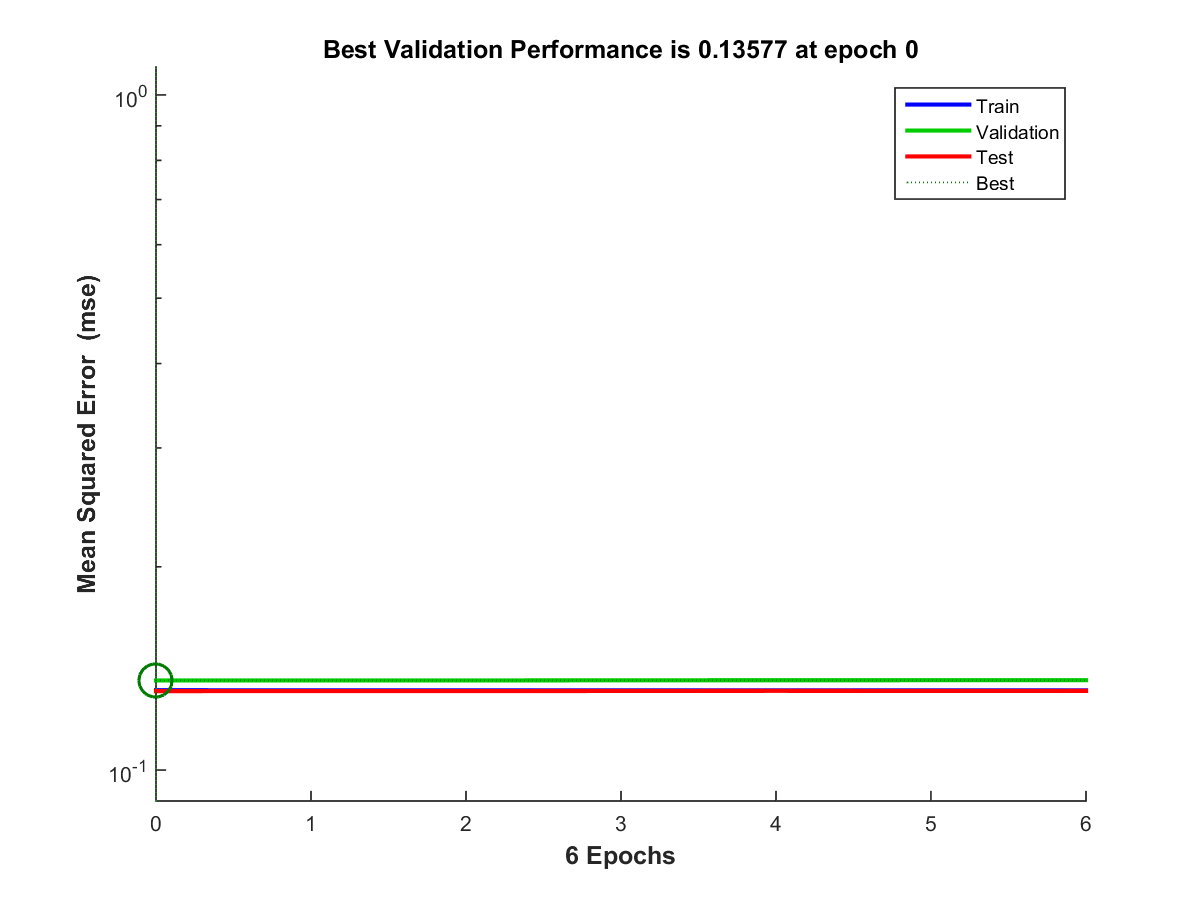 Best Validation Performance is 0.13577 at epoch 0
10^0
Train
Validation
Test
Best
Mean Squared Error (mse)
10^-1
0 1 2 3 4 5 6
6 Epochs